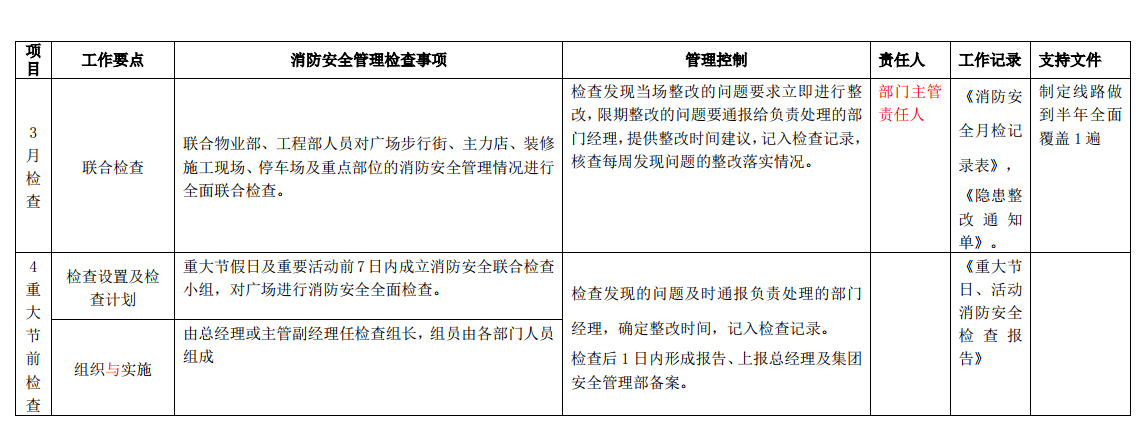 项
目
工作要点
消防安全管理检查事项
管理控制
责任人
工作记录
支持文件
3
月
检
查
联合检查
联合物业部、工程部人员对广场步行街、主力店、装修
施工现场、停车场及重点部位的消防安全管理情况进行
全面联合检查。
检查发现当场整改的问题要求立即进行整
改，限期整改的问题要通报给负责处理的部
门经理，提供整改时间建议，记入检查记录，
核查每周发现问题的整改落实情况。
部门主管
责任人
《消防安
全月检记
录表》，
《隐患整
改通知
单》。
制定线路做
到半年全面
覆盖1遍
4
重
大
节
前
检
查
检查设置及检
查计划
重大节假日及重要活动前7日内成立消防安全联合检查
小组，对广场进行消防安全全面检查。
组织与实施
由总经理或主管副经理任检查组长，组员由各部门人员
组成
检查发现的问题及时通报负责处理的部门
经理，确定整改时间，记入检查记录。
检查后1日内形成报告、上报总经理及集团
安全管理部备案。
《重大节
日、活动
消防安全
检查报
告》